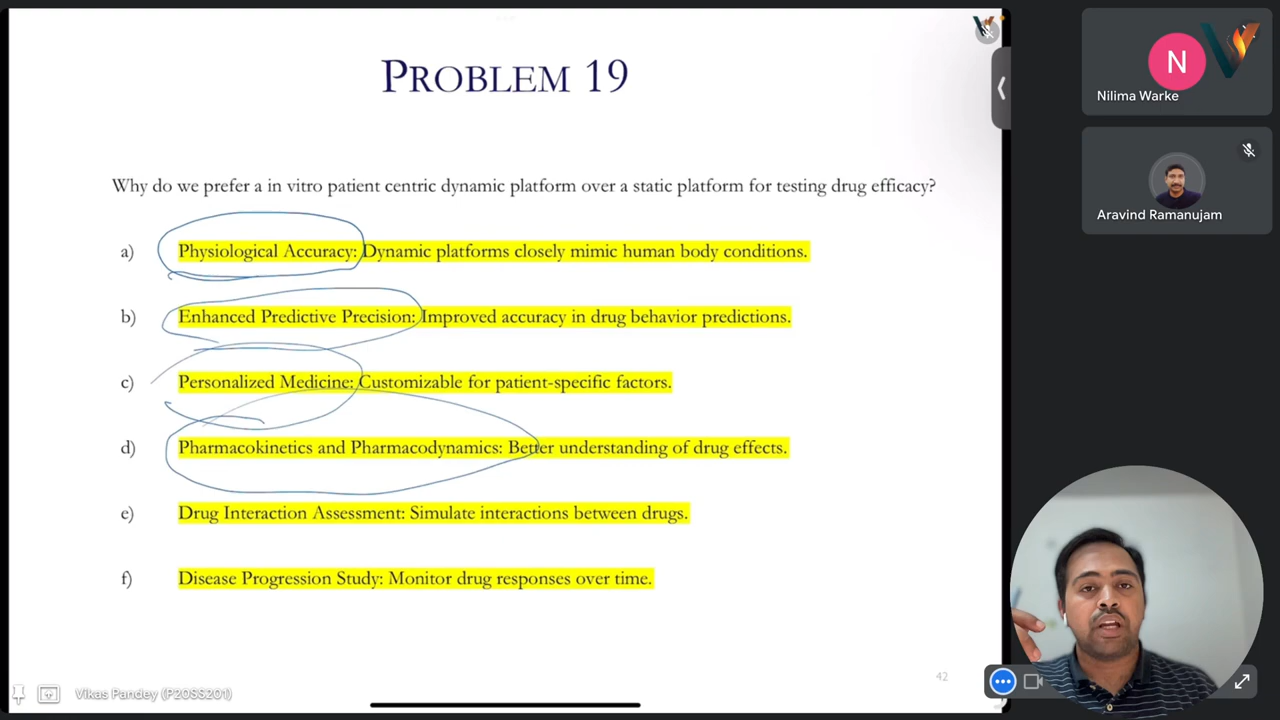 PROBLEM 19
Why do we prefer a in vitro patient centric dynamic platform over a static platform for testing drug efficacy?
a) Physiological Accuracy: Dynamic platforms closely mimic human body conditions.
b) Enhanced Predictive Precision: Improved accuracy in drug behavior predictions.
c) Personalized Medicine: Customizable for patient-specific factors.
d) Pharmacokinetics and Pharmacodynamics: Better understanding of drug effects.
e) Drug Interaction Assessment: Simulate interactions between drugs.
f) Disease Progression Study: Monitor drug responses over time.
42
Vikas Pandey (P20SS201)
N
Nilima Warke
Aravind Ramanujam